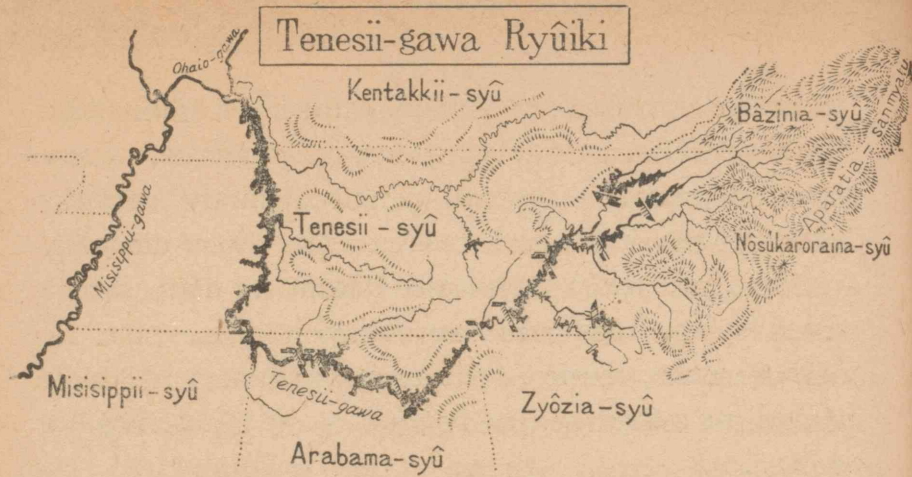 Tenesii-gawa Ryûiki
Ohaio-gawa
Kentakkii-syû
Bâzinia-syû
Aparatia-sammyatu
Misisippii-gawa
Tenesii-syû
Nôsukaroraina-syû
Misisippii-syû
Tenesii-gawa
Zyôzia-syû
Arabama-syû